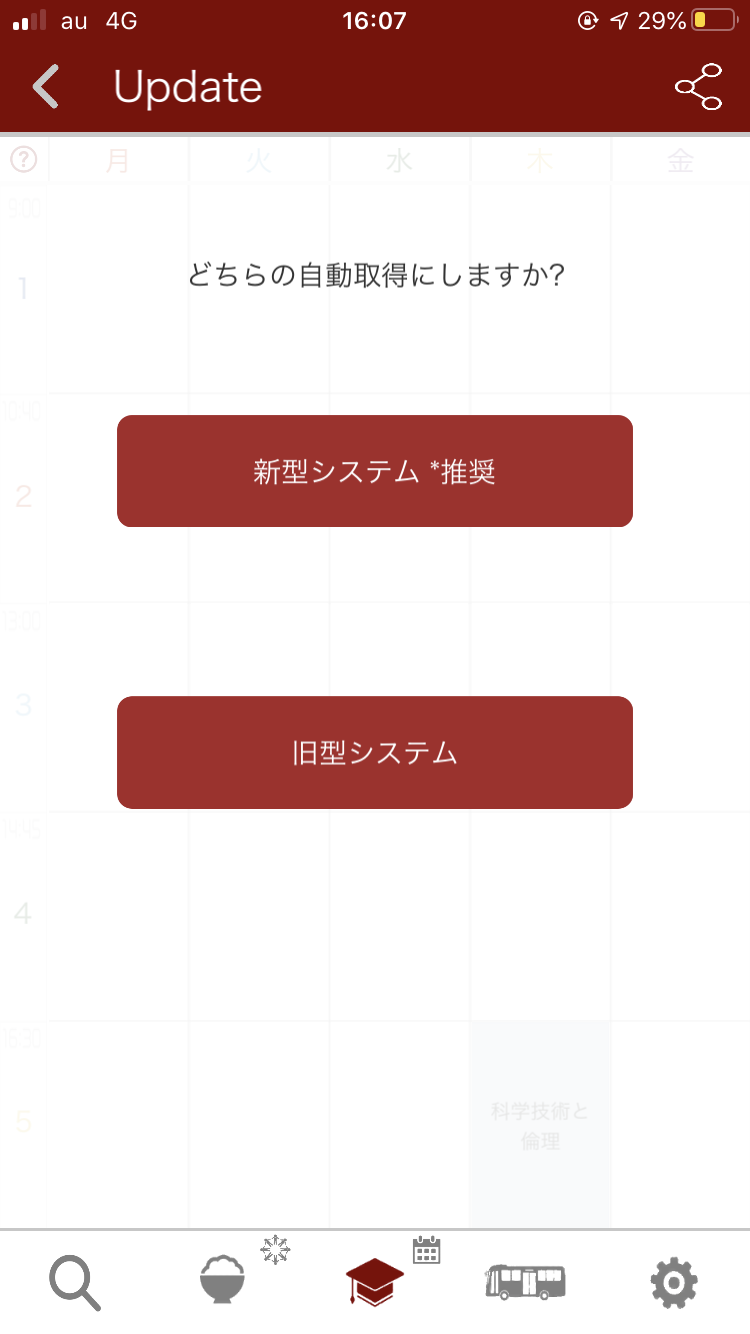 au 4G 16:07 29%
Update
? 月 火 水 木 金
9:00
1
どちらの自動取得にしますか?
10:40
新型システム *推奨
2
13:00
3
旧型システム
14:45
4
16:30
5
科学技術と
倫理